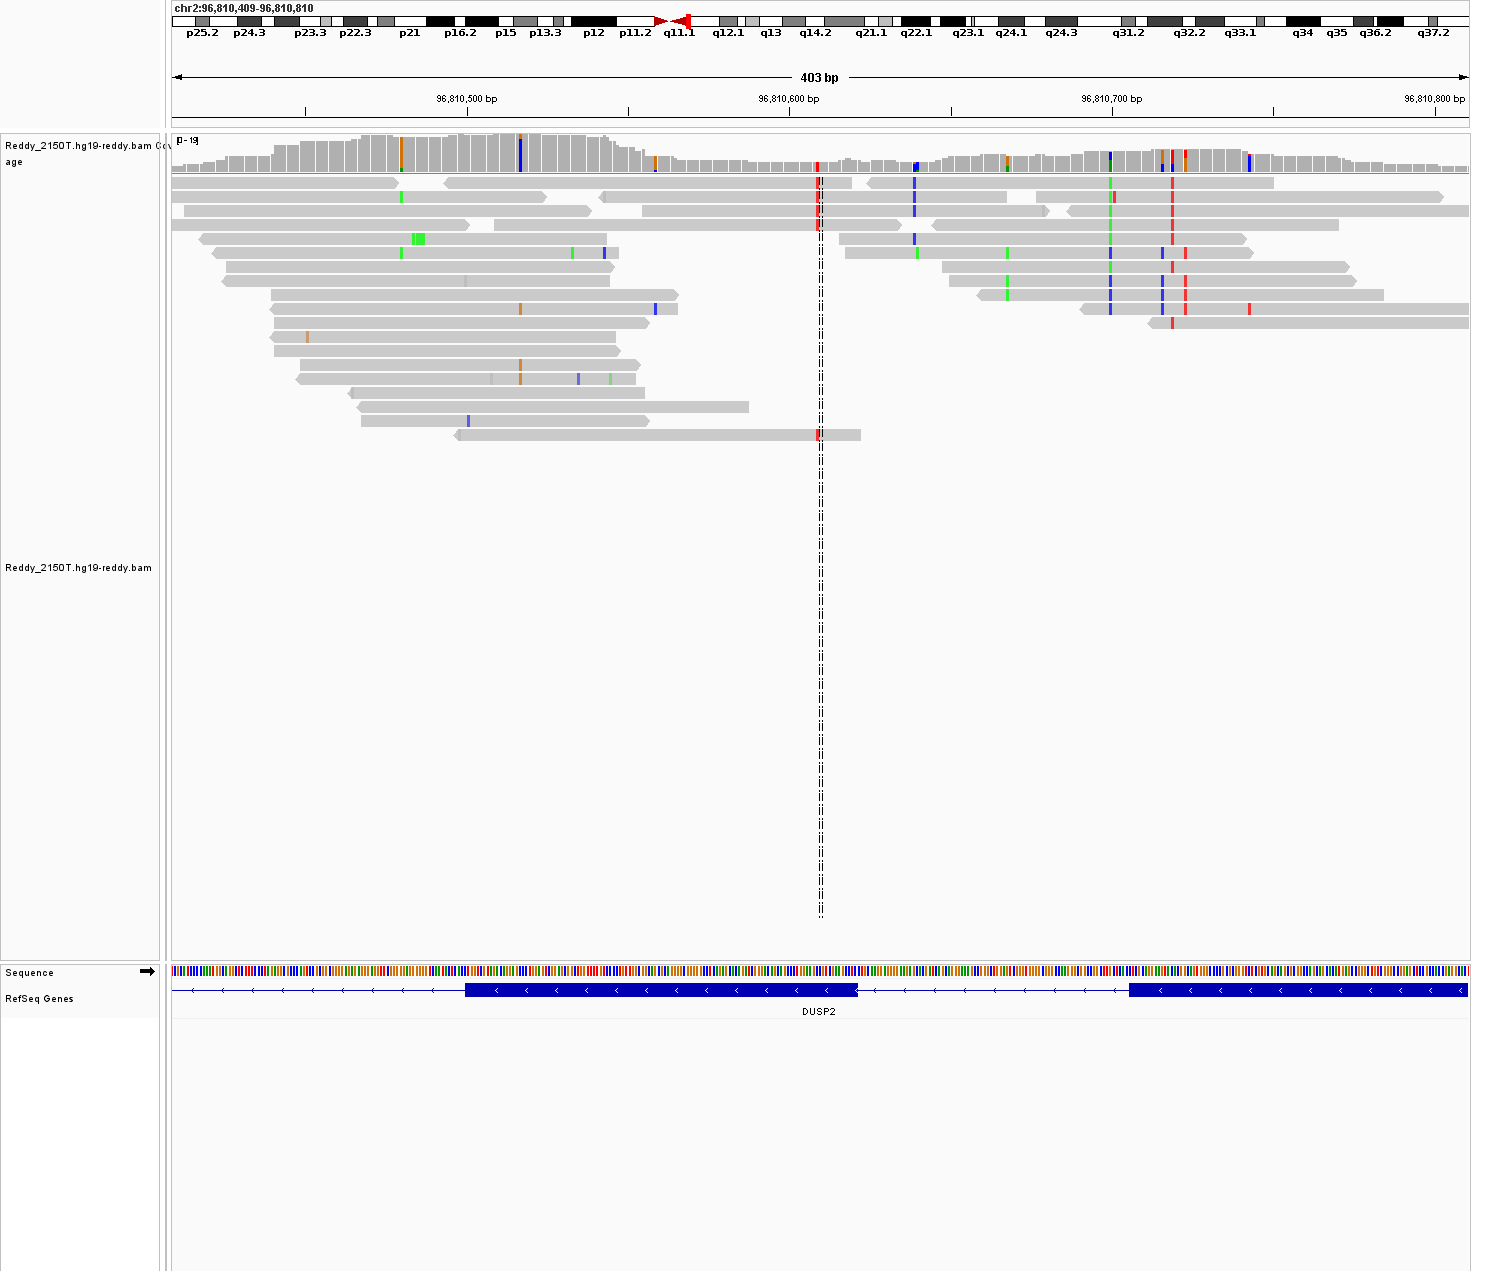 chr2:96,810,409-96,810,810
p25.2 p24.3 p23.3 p22.3 p21 p16.2 p15 p13.3 p12 p11.2 q11.1 q12.1 q13 q14.2 q21.1 q22.1 q23.1 q24.1 q24.3 q31.2 q32.2 q33.1 q34 q35 q36.2 q37.2
403 bp
96,810,500 bp 96,810,600 bp 96,810,700 bp 96,810,800 bp
[0 - 19]
Reddy_2150T.hg19-reddy.bam Cov
age
Reddy_2150T.hg19-reddy.bam
Sequence
RefSeq Genes
DUSP2